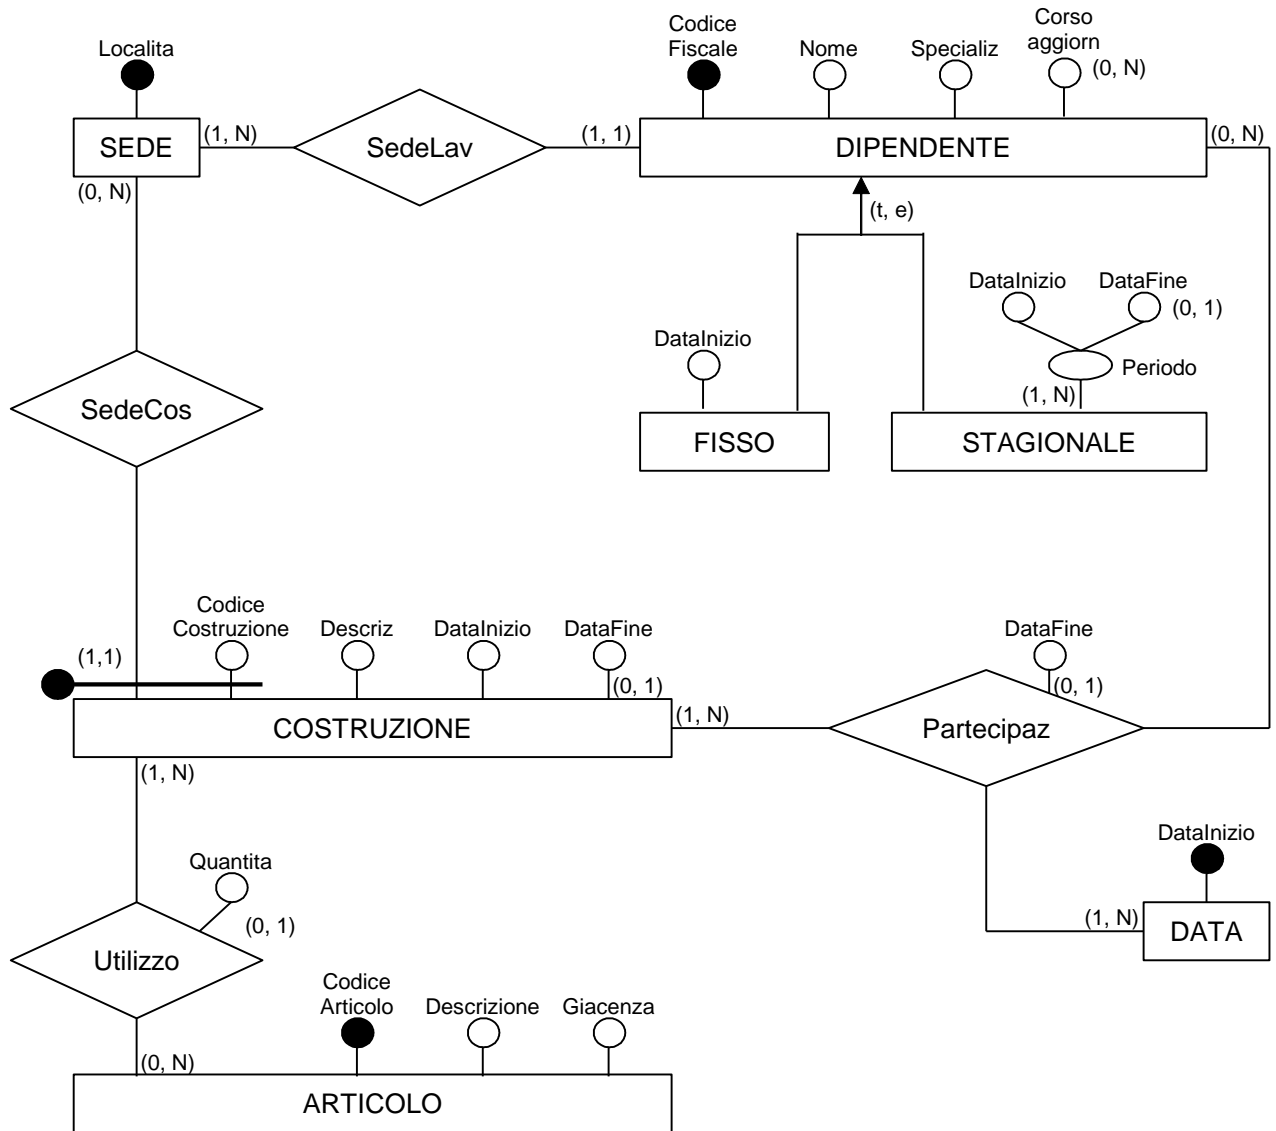 Localita
Codice
Fiscale
Nome
Specializ
Corso
aggiorn
(0, N)
SEDE
(1, N)
SedeLav
(1, 1)
DIPENDENTE
(0, N)
(0, N)
(t, e)
DataInizio
DataFine
(0, 1)
DataInizio
Periodo
(1, N)
SedeCos
FISSO
STAGIONALE
Codice
Costruzione
Descriz
DataInizio
DataFine
DataFine
(1,1)
(0, 1)
(0, 1)
COSTRUZIONE
(1, N)
Partecipaz
(1, N)
DataInizio
Quantita
(0, 1)
(1, N)
DATA
Utilizzo
Codice
Articolo
Descrizione
Giacenza
(0, N)
ARTICOLO